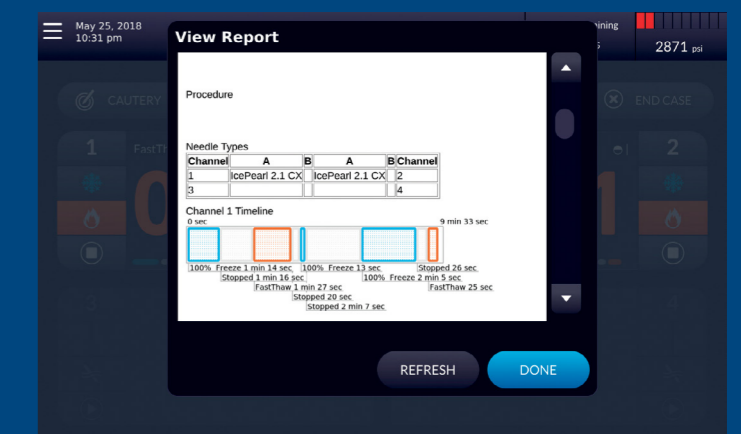 May 25, 2018
10:31 pm
View Report
2871 psi
CAUTERY
END CASE
1
2
Procedure
Needle Types
Channel A B A B Channel
1 IcePearl 2.1 CX IcePearl 2.1 CX 2
3 4
Channel 1 Timeline
0 sec 9 min 33 sec
100% Freeze 1 min 14 sec 100% Freeze 13 sec Stopped 26 sec
Stopped 1 min 16 sec 100% Freeze 2 min 5 sec
FastThaw 1 min 27 sec FastThaw 25 sec
Stopped 20 sec
Stopped 2 min 7 sec
3
4
REFRESH DONE